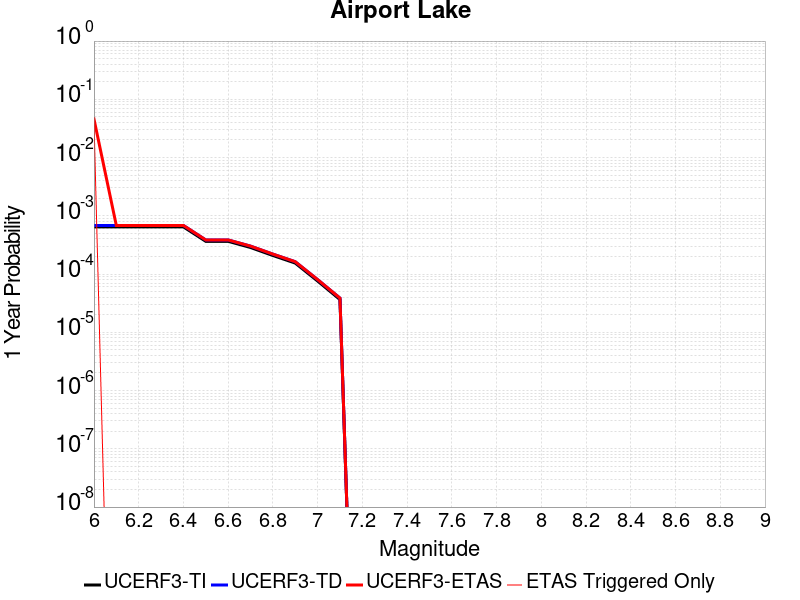 Airport Lake
10^0
10^-1
10^-2
10^-3
10^-4
10^-5
10^-6
10^-7
10^-8
1 Year Probability
6 6.2 6.4 6.6 6.8 7 7.2 7.4 7.6 7.8 8 8.2 8.4 8.6 8.8 9
Magnitude
UCERF3-TI UCERF3-TD UCERF3-ETAS ETAS Triggered Only